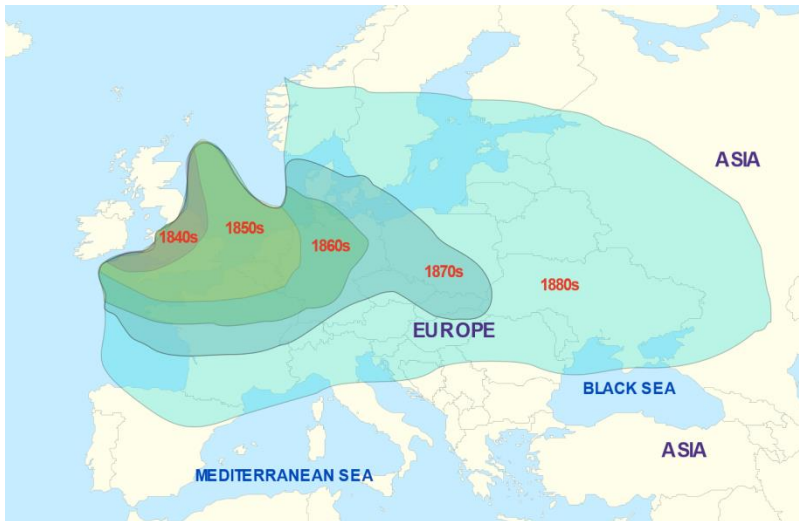 ASIA
1840s
1850s
1860s
1870s
1880s
EUROPE
BLACK SEA
ASIA
MEDITERRANEAN SEA